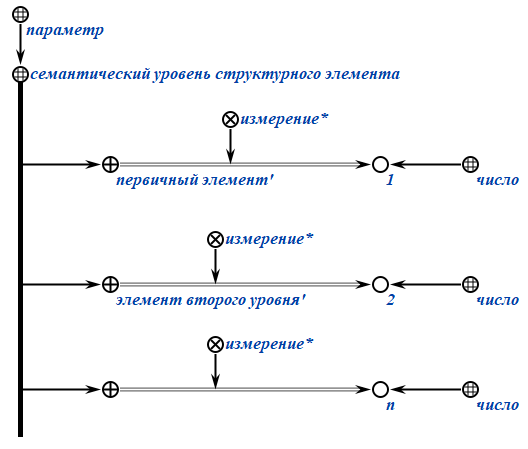 параметр
семантический уровень структурного элемента
измерение*
первичный элемент'
1
число
измерение*
элемент второго уровня'
2
число
измерение*
n
число